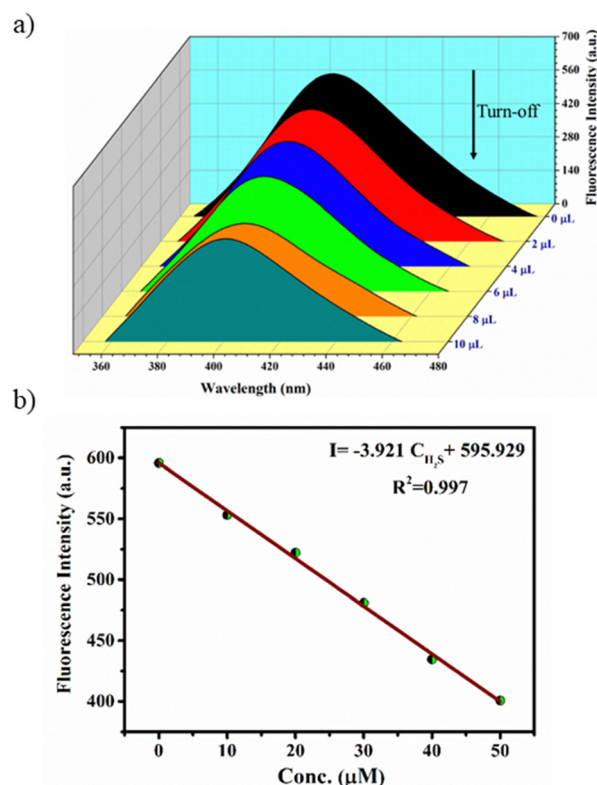 a)
700
560
420
280
140
0
Fluorescence Intensity (a.u.)
Turn-off
0 µL
2 µL
4 µL
6 µL
8 µL
10 µL
360
380
400
420
440
460
480
Wavelength (nm)
b)
I= -3.921 C_H₂S + 595.929
R²=0.997
600
550
500
450
400
Fluorescence Intensity (a.u.)
0
10
20
30
40
50
Conc. (µM)